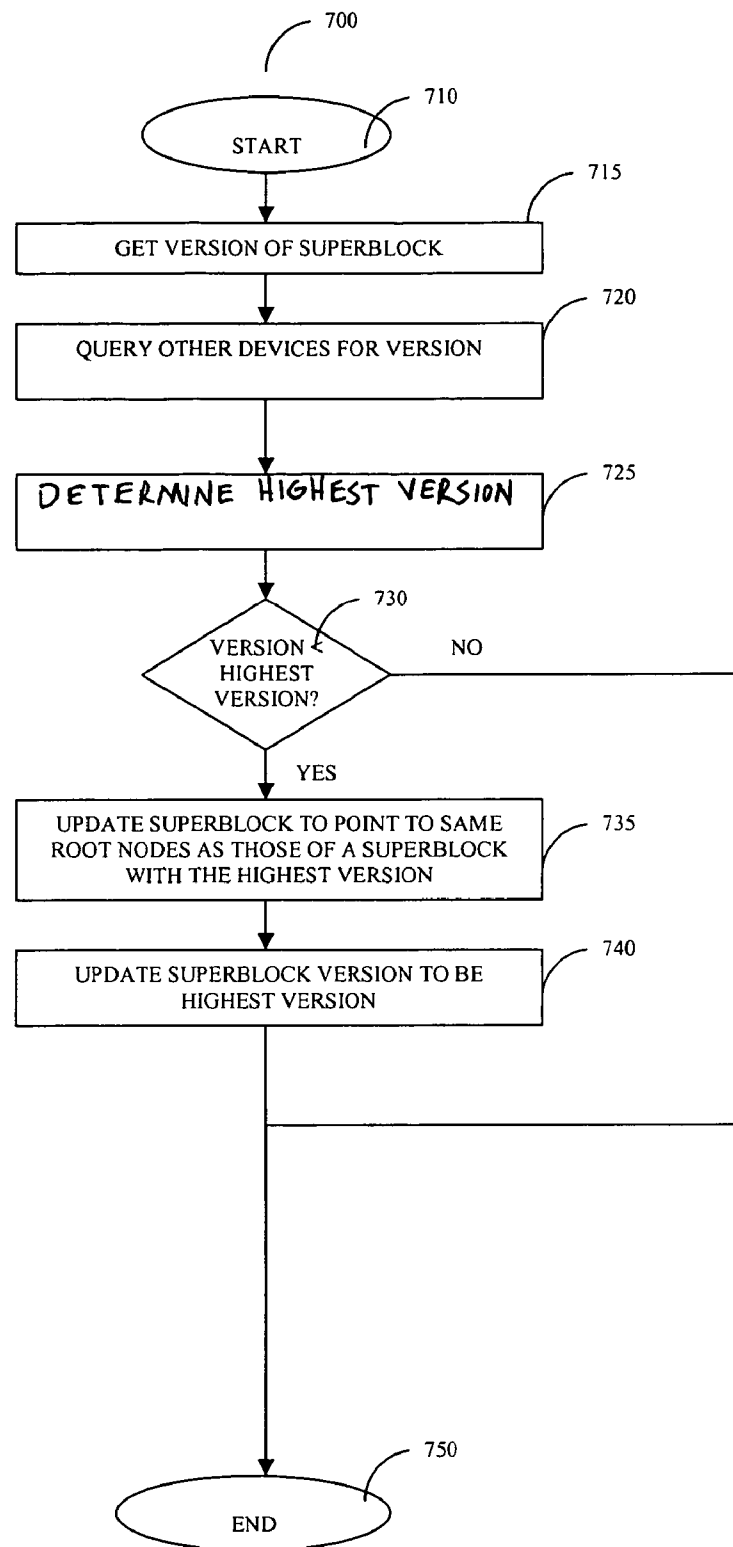 700
710
START
715
GET VERSION OF SUPERBLOCK
720
QUERY OTHER DEVICES FOR VERSION
725
DETERMINE HIGHEST VERSION
730
VERSION <
HIGHEST
VERSION?
NO
YES
UPDATE SUPERBLOCK TO POINT TO SAME
ROOT NODES AS THOSE OF A SUPERBLOCK
WITH THE HIGHEST VERSION
735
UPDATE SUPERBLOCK VERSION TO BE
HIGHEST VERSION
740
750
END